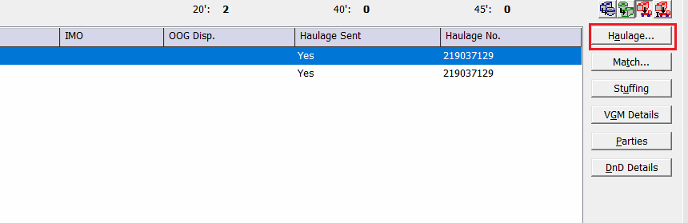 20': 2 40': 0 45': 0
IMO OOG Disp. Haulage Sent Haulage No.
Yes 219037129
Yes 219037129
Haulage...
Match...
Stuffing
VGM Details
Parties
DnD Details